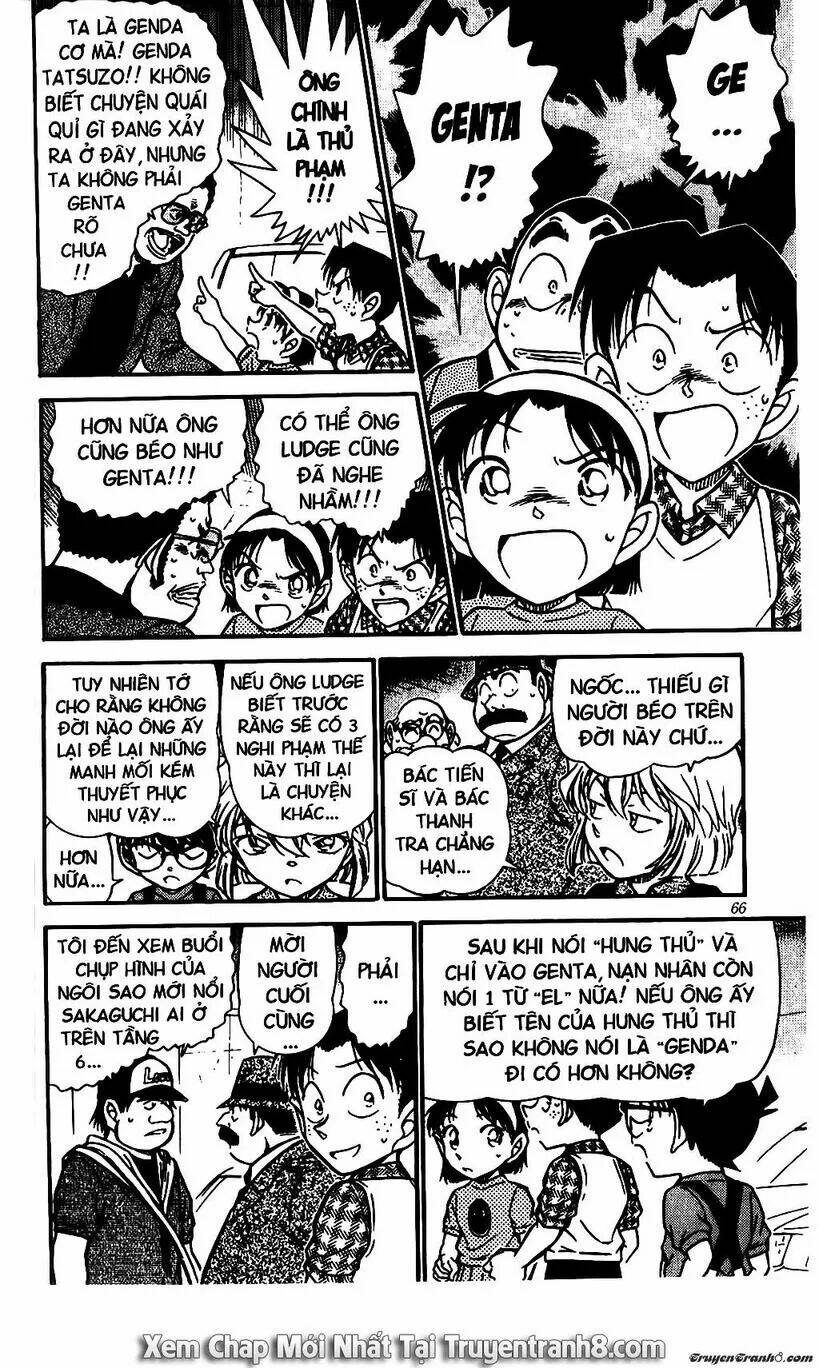 GE
...
GENTA
!?
ÔNG
CHÍNH
LÀ THỦ
PHẠM
!!!
TA LÀ GENDA
CƠ MÀ! GENDA
TATSUZO!! KHÔNG
BIẾT CHUYỆN QUÁI
QUỈ GÌ ĐANG XẢY
RA Ở ĐÂY, NHƯNG
TA KHÔNG PHẢI
GENTA
RÕ
CHƯA
!!
CÓ THỂ ÔNG
LUDGE CŨNG
ĐÃ NGHE
NHẦM!!!
HƠN NỮA ÔNG
CŨNG BÉO NHƯ
GENTA!!!
NGỐC... THIẾU GÌ
NGƯỜI BÉO TRÊN
ĐỜI NÀY CHỨ...
BÁC TIẾN
SĨ VÀ BÁC
THANH
TRA CHẲNG
HẠN...
NẾU ÔNG LUDGE
BIẾT TRƯỚC
RẰNG SẼ CÓ 3
NGHI PHẠM THẾ
NÀY THÌ LẠI
LÀ CHUYỆN
KHÁC...
TUY NHIÊN TỚ
CHO RẰNG KHÔNG
ĐỜI NÀO ÔNG ẤY
LẠI ĐỂ LẠI NHỮNG
MANH MỐI KÉM
THUYẾT PHỤC
NHƯ VẬY...
HƠN
NỮA...
66
SAU KHI NÓI "HUNG THỦ" VÀ
CHỈ VÀO GENTA, NẠN NHÂN CÒN
NÓI 1 TỪ "EL" NỮA! NẾU ÔNG ẤY
BIẾT TÊN CỦA HUNG THỦ THÌ
SAO KHÔNG NÓI LÀ "GENDA"
ĐI CÓ HƠN KHÔNG?
PHẢI
...
MỜI
NGƯỜI
CUỐI
CÙNG
...
TÔI ĐẾN XEM BUỔI
CHỤP HÌNH CỦA
NGÔI SAO MỚI NỔI
SAKAGUCHI AI Ở
TRÊN TẦNG
6...
Xem Chap Mới Nhất Tại Truyentranh8.com
TruyenTranh8.com